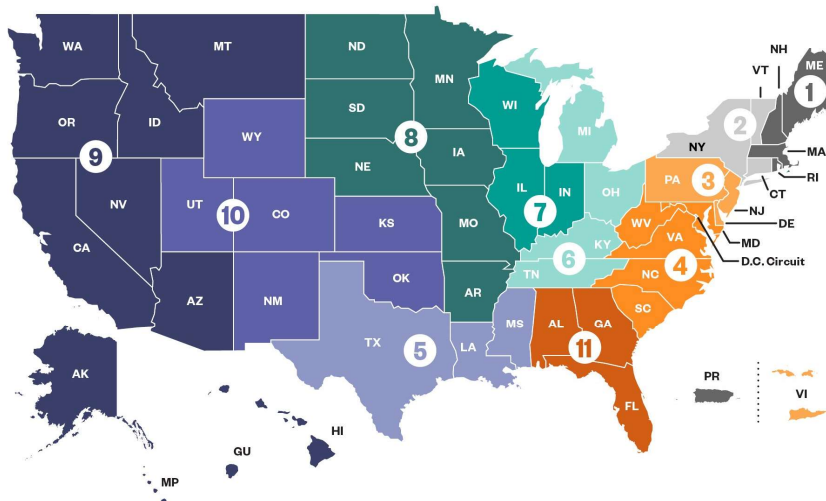 WA
MT
ND
MN
OR
ID
SD
WI
MI
VT
NH
ME
1
2
NY
MA
RI
CT
9
WY
8
NE
IA
PA
3
NJ
DE
MD
D.C. Circuit
NV
UT
10
CO
IL
IN
7
OH
WV
VA
CA
KS
MO
KY
6
TN
NC
4
SC
AZ
NM
OK
AR
TX
5
LA
MS
AL
GA
11
FL
AK
HI
GU
MP
PR
VI